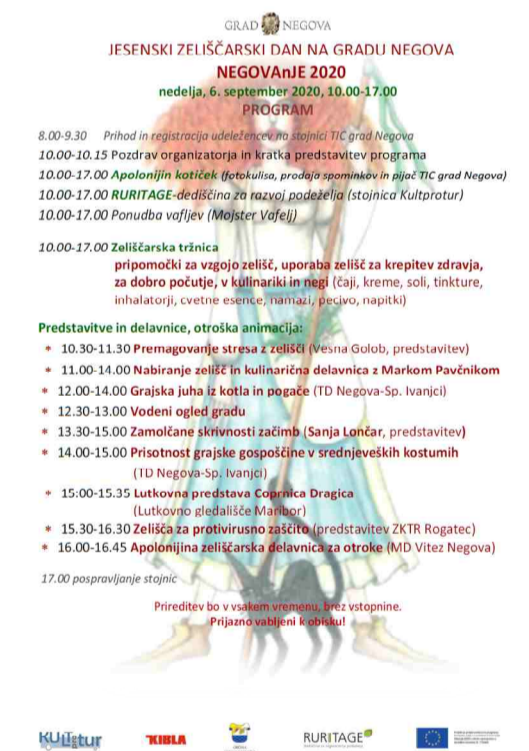 GRAD NEGOVA
JESENSKI ZELIŠČARSKI DAN NA GRADU NEGOVA
NEGOVAnJE 2020
nedelja, 6. september 2020, 10.00-17.00
PROGRAM
8.00-9.30 Prihod in registracija udeležencev na stojnici TIC grad Negova
10.00-10.15 Pozdrav organizatorja in kratka predstavitev programa
10.00-17.00 Apolonijin kotiček (fotokulisa, prodaja spominkov in pijač TIC grad Negova)
10.00-17.00 RURITAGE-dediščina za razvoj podeželja (stojnica Kultprotur)
10.00-17.00 Ponudba vafljev (Mojster Vafelj)
10.00-17.00 Zeliščarska tržnica
pripomočki za vzgojo zelišč, uporaba zelišč za krepitev zdravja,
za dobro počutje, v kulinariki in negi (čaji, kreme, soli, tinkture,
inhalatorji, cvetne esence, namazi, pecivo, napitki)
Predstavitve in delavnice, otroška animacija:
* 10.30-11.30 Premagovanje stresa z zelišči (Vesna Golob, predstavitev)
* 11.00-14.00 Nabiranje zelišč in kulinarična delavnica z Markom Pavčnikom
* 12.00-14.00 Grajska juha iz kotla in pogače (TD Negova-Sp. Ivanjci)
* 12.30-13.00 Vodeni ogled gradu
* 13.30-15.00 Zamolčane skrivnosti začimb (Sanja Lončar, predstavitev)
* 14.00-15.00 Prisotnost grajske gospoščine v srednjeveških kostumih
(TD Negova-Sp. Ivanjci)
* 15:00-15.35 Lutkovna predstava Coprnica Dragica
(Lutkovno gledališče Maribor)
* 15.30-16.30 Zelišča za protivirusno zaščito (predstavitev ZKTR Rogatec)
* 16.00-16.45 Apolonijina zeliščarska delavnica za otroke (MD Vitez Negova)
17.00 pospravljanje stojnic
Prireditev bo v vsakem vremenu, brez vstopnine.
Prijazno vabljeni k obisku!
KULTprotur KIBLA RURITAGE